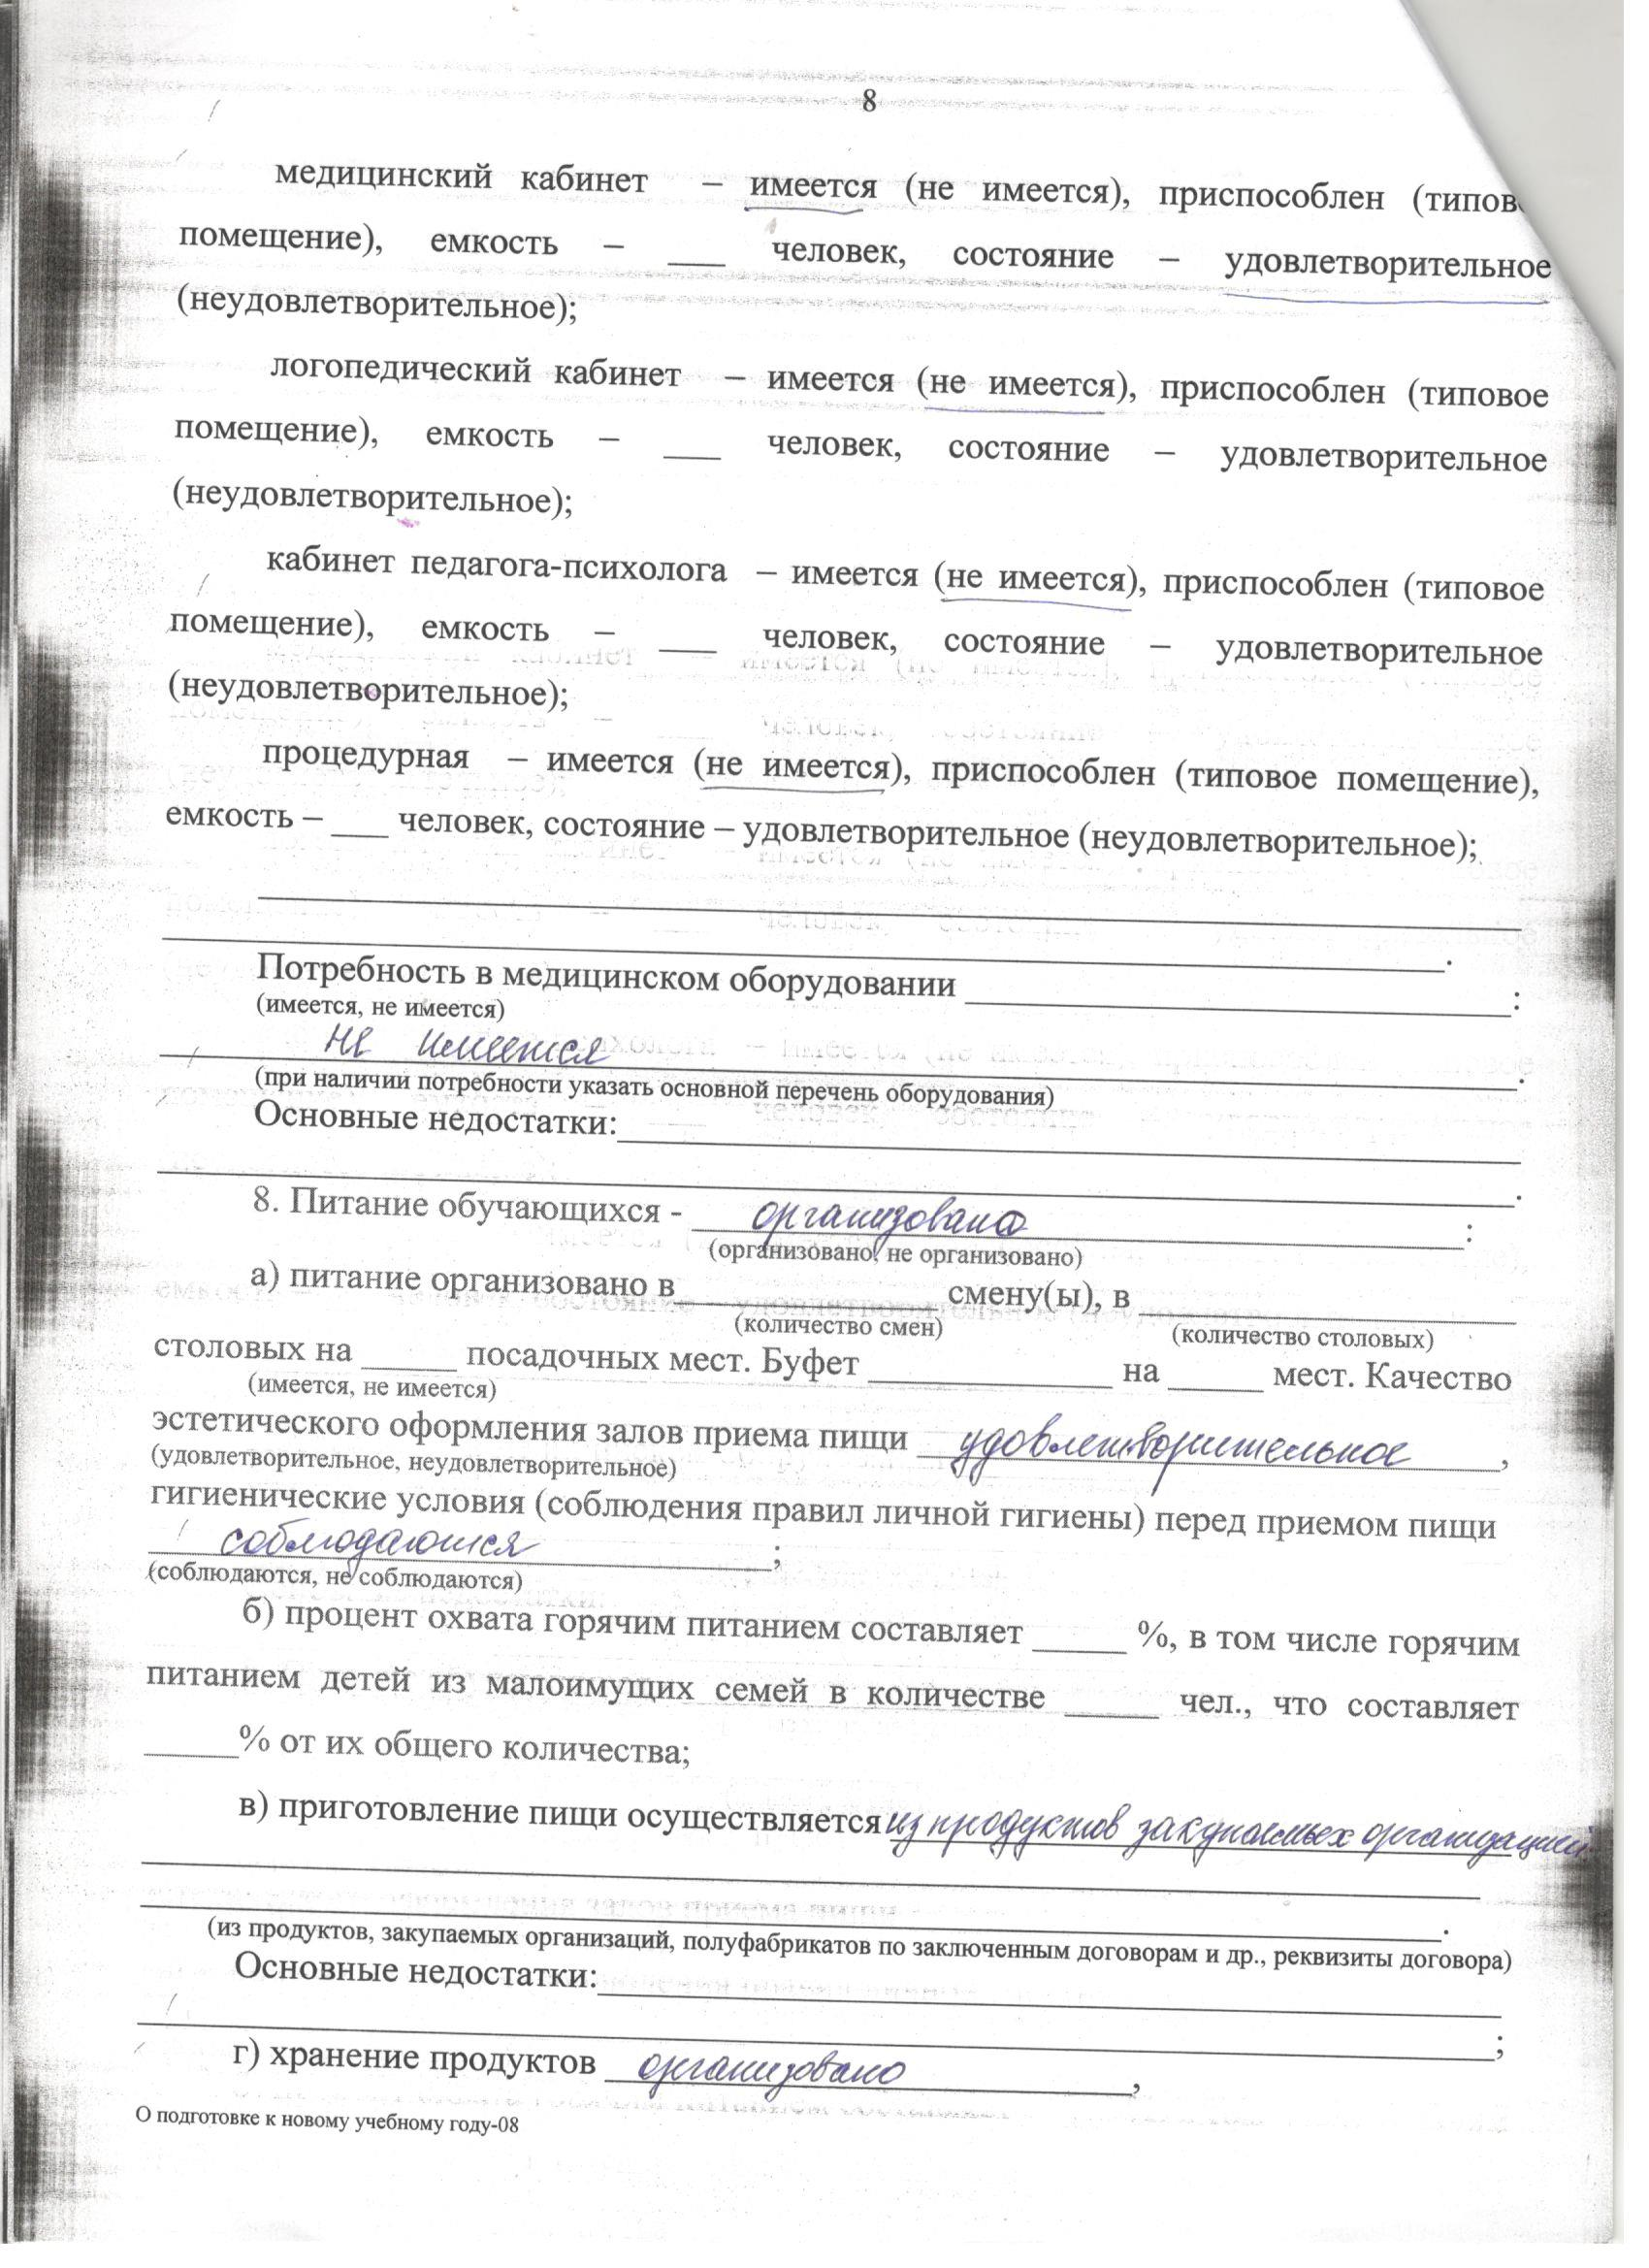 8
медицинский кабинет – имеется (не имеется), приспособлен (типово
помещение), емкость – ___ человек, состояние – удовлетворительное
(неудовлетворительное);
логопедический кабинет – имеется (не имеется), приспособлен (типовое
помещение), емкость – ___ человек, состояние – удовлетворительное
(неудовлетворительное);
кабинет педагога-психолога – имеется (не имеется), приспособлен (типовое
помещение), емкость – ___ человек, состояние – удовлетворительное
(неудовлетворительное);
процедурная – имеется (не имеется), приспособлен (типовое помещение),
емкость – ___ человек, состояние – удовлетворительное (неудовлетворительное);
Потребность в медицинском оборудовании ___:
(имеется, не имеется)
не имеется.
(при наличии потребности указать основной перечень оборудования)
Основные недостатки:___
8. Питание обучающихся - организовано:
(организовано, не организовано)
а) питание организовано в ___ смену(ы), в ___
(количество смен) (количество столовых)
столовых на ___ посадочных мест. Буфет ___ на ___ мест. Качество
(имеется, не имеется)
эстетического оформления залов приема пищи удовлетворительное,
(удовлетворительное, неудовлетворительное)
гигиенические условия (соблюдения правил личной гигиены) перед приемом пищи
соблюдаются;
(соблюдаются, не соблюдаются)
б) процент охвата горячим питанием составляет ___ %, в том числе горячим
питанием детей из малоимущих семей в количестве ___ чел., что составляет
___% от их общего количества;
в) приготовление пищи осуществляется из продуктов закупаемых организацией
(из продуктов, закупаемых организаций, полуфабрикатов по заключенным договорам и др., реквизиты договора)
Основные недостатки:___
;
г) хранение продуктов организовано,
О подготовке к новому учебному году-08